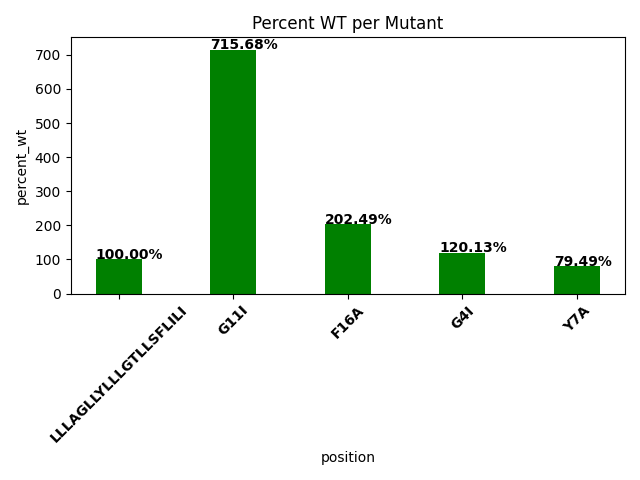 Percent WT per Mutant
percent_wt
700
600
500
400
300
200
100
0
100.00%
715.68%
202.49%
120.13%
79.49%
LLLAGLLYLLLGTLLSFLILI
G11I
F16A
G4I
Y7A
position